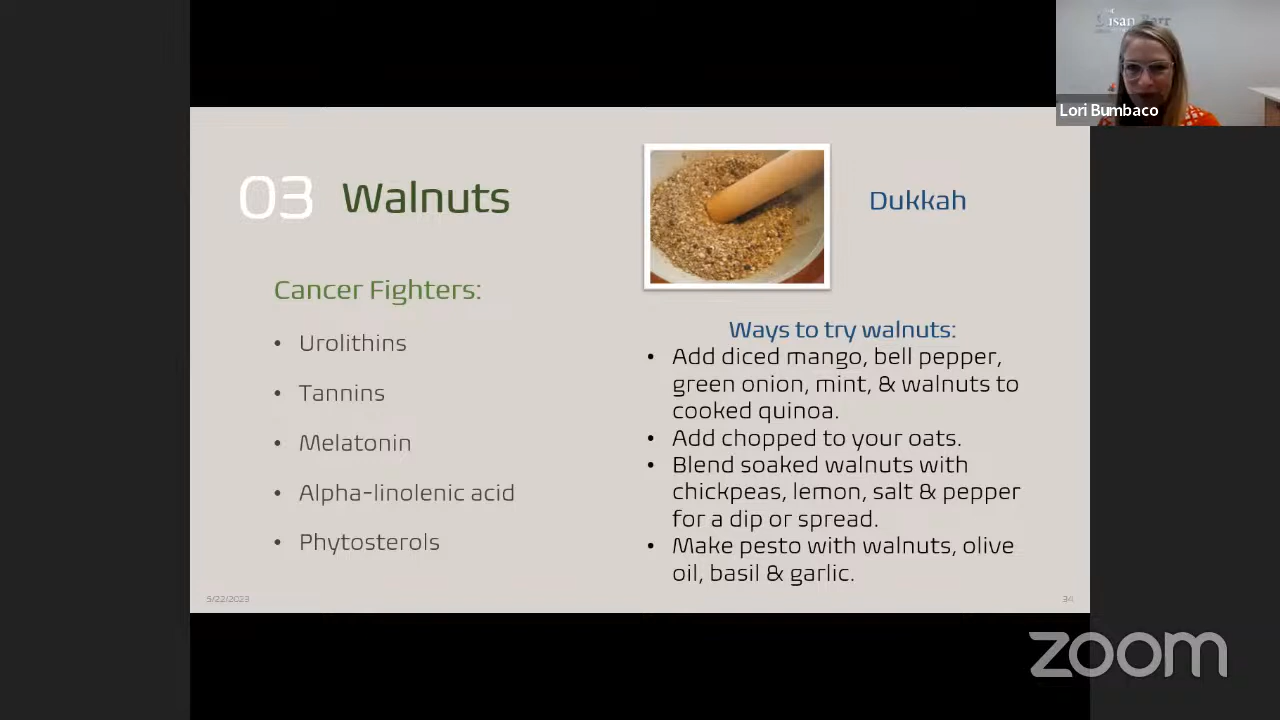 Lori Bumbaco
03 Walnuts
Dukkah
Cancer Fighters:
• Urolithins
• Tannins
• Melatonin
• Alpha-linolenic acid
• Phytosterols
Ways to try walnuts:
• Add diced mango, bell pepper,
green onion, mint, & walnuts to
cooked quinoa.
• Add chopped to your oats.
• Blend soaked walnuts with
chickpeas, lemon, salt & pepper
for a dip or spread.
• Make pesto with walnuts, olive
oil, basil & garlic.
5/22/2023
34
zoom